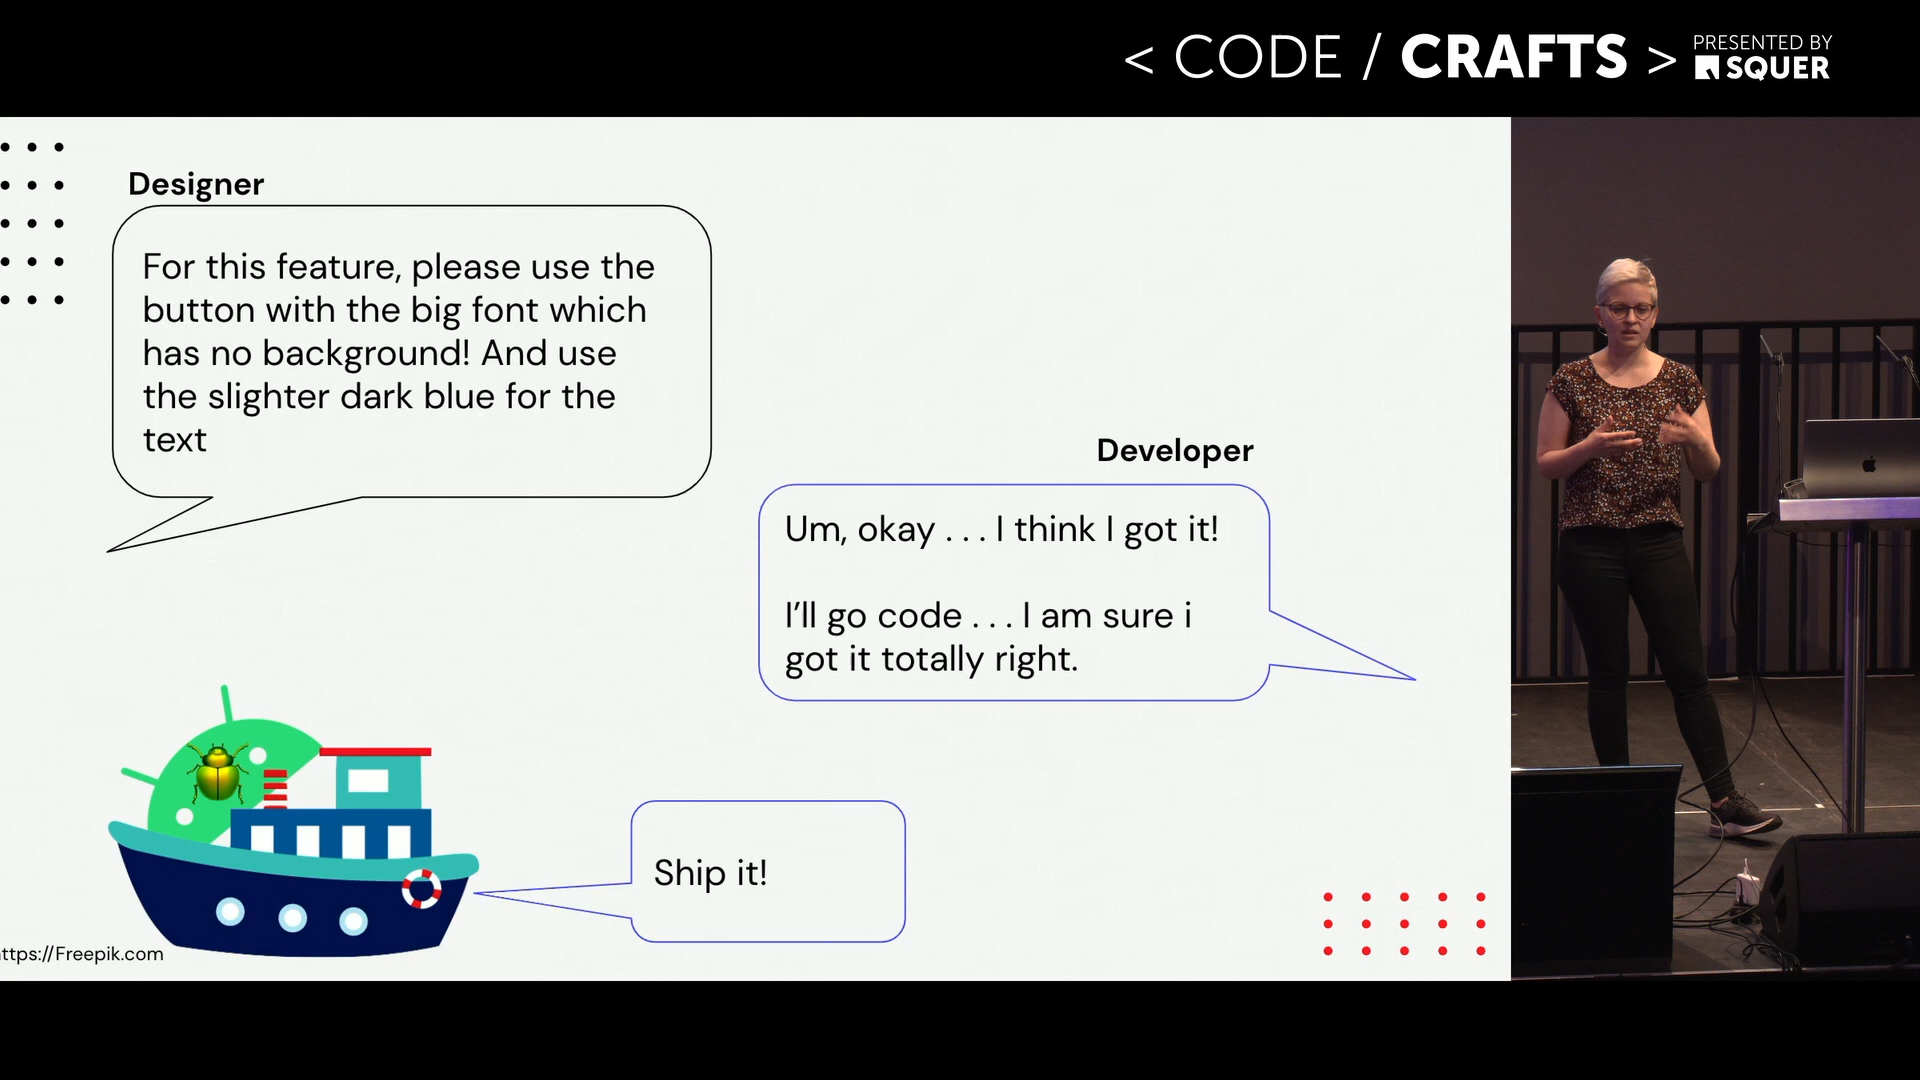 < CODE / CRAFTS >
PRESENTED BY
SQUER
Designer
For this feature, please use the
button with the big font which
has no background! And use
the slighter dark blue for the
text
Developer
Um, okay . . . I think I got it!
I'll go code . . . I am sure i
got it totally right.
Ship it!
ttps://Freepik.com